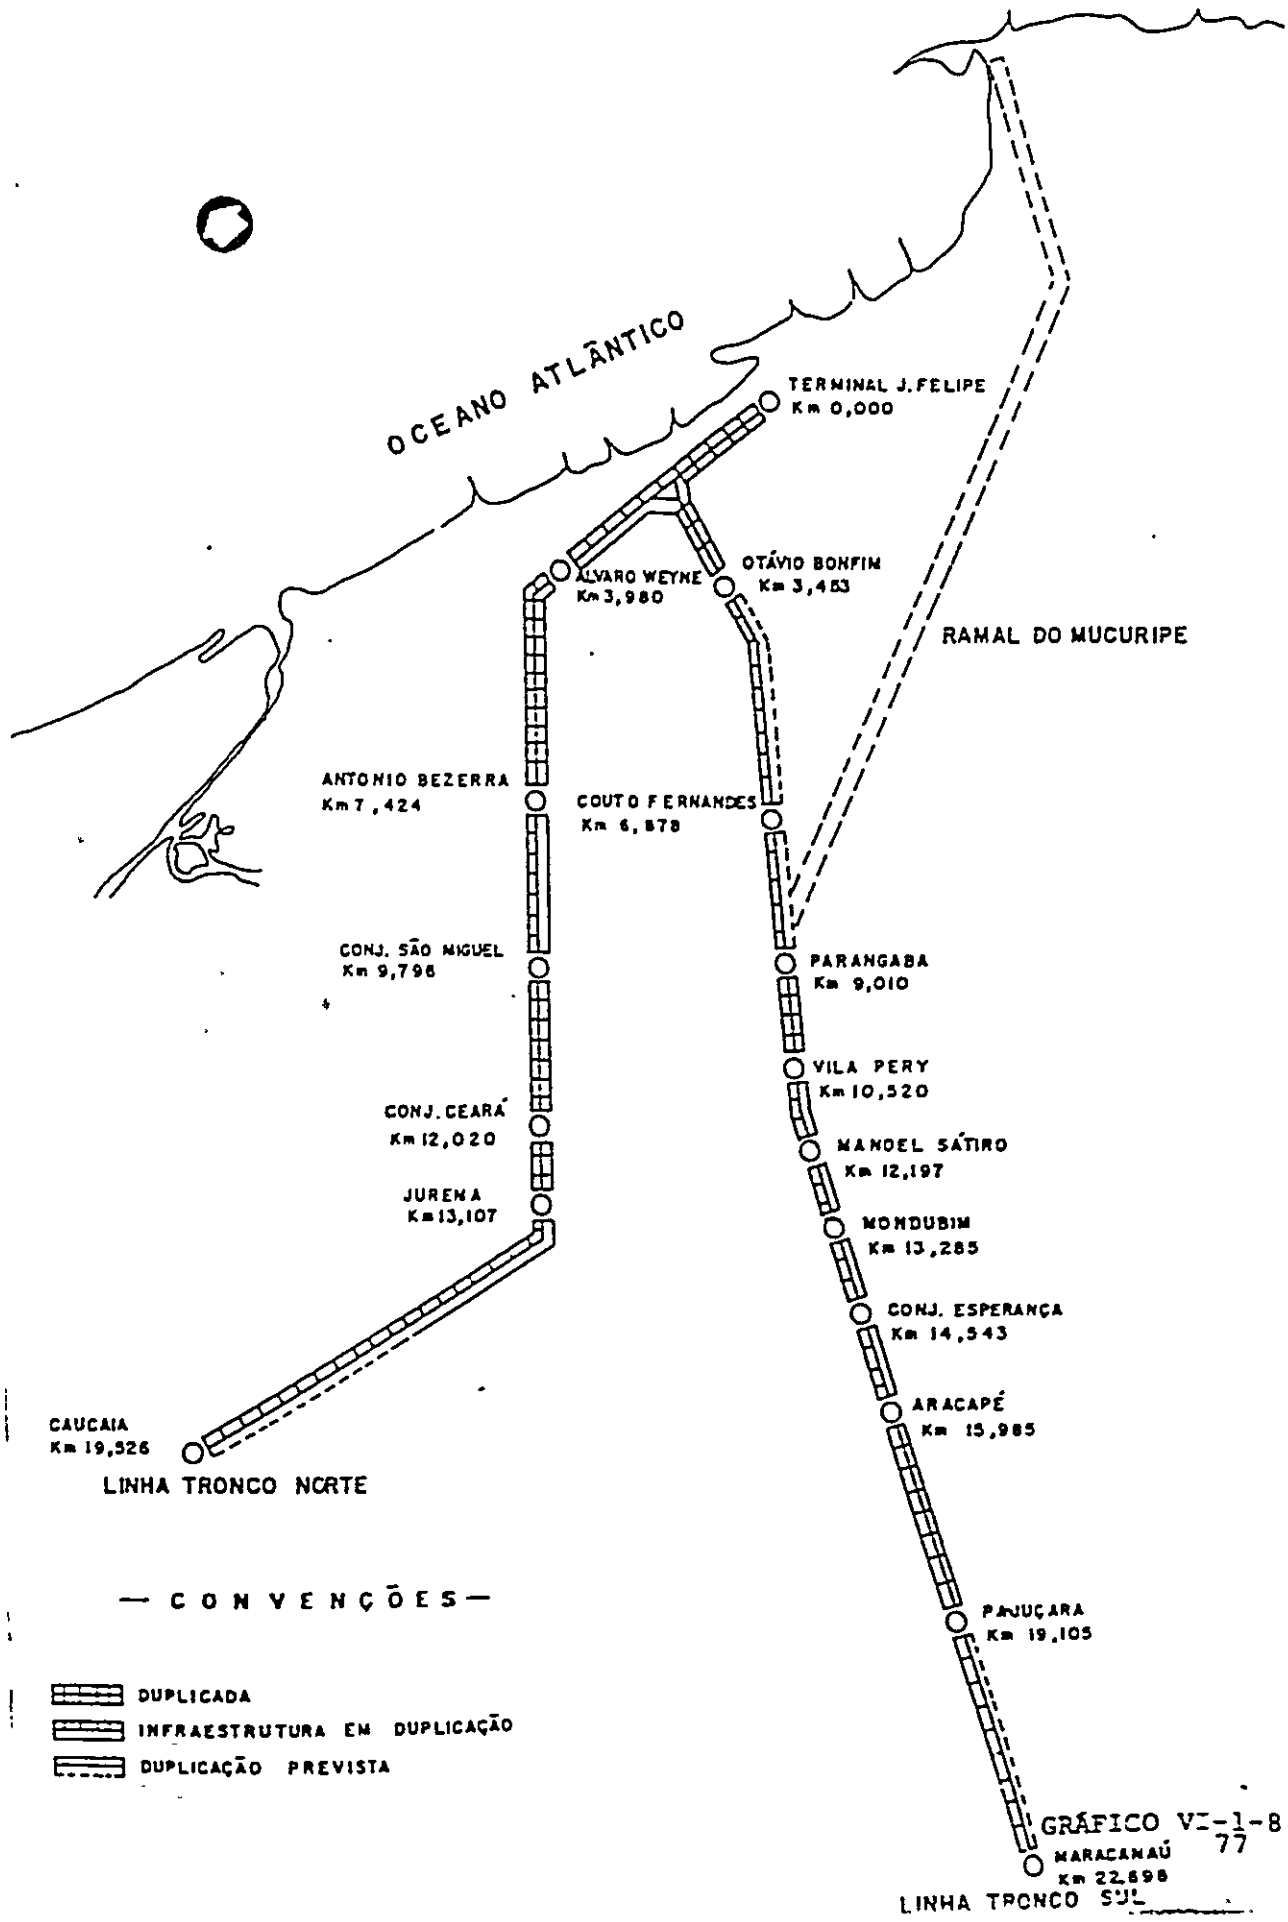 OCEANO ATLÂNTICO
TERMINAL J. FELIPE
Km 0,000
ALVARO WEYNE
Km 3,980
OTÁVIO BONFIM
Km 3,453
RAMAL DO MUCURIPE
ANTONIO BEZERRA
Km 7,424
COUTO FERNANDES
Km 6,878
CONJ. SÃO MIGUEL
Km 9,796
PARANGABA
Km 9,010
VILA PERY
Km 10,520
CONJ. CEARÁ
Km 12,020
MANOEL SÁTIRO
Km 12,197
JUREMA
Km 13,107
MONDUBIM
Km 13,285
CONJ. ESPERANÇA
Km 14,543
ARACAPÉ
Km 15,985
CAUCAIA
Km 19,526
LINHA TRONCO NORTE
— CONVENÇÕES —
PAJUÇARA
Km 19,105
DUPLICADA
INFRAESTRUTURA EM DUPLICAÇÃO
DUPLICAÇÃO PREVISTA
GRÁFICO VI-1-8
77
MARACANAÚ
Km 22,698
LINHA TRONCO SUL